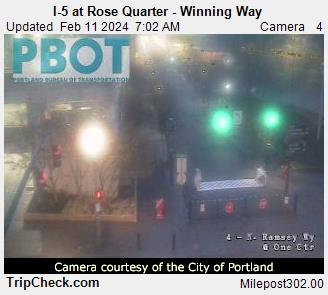 I-5 at Rose Quarter - Winning Way
Updated  Feb 11 2024  7:02 AM
Camera  4
PBOT
PORTLAND BUREAU OF TRANSPORTATION
4 - N. Ramsey Wy
@ One Ctr
Camera courtesy of the City of Portland
TripCheck.com
Milepost302.00